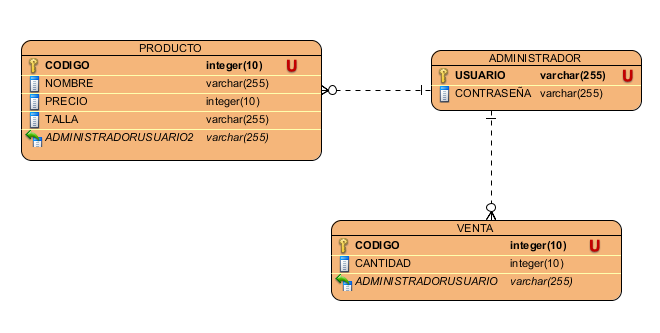 PRODUCTO
CODIGO integer(10) U
NOMBRE varchar(255)
PRECIO integer(10)
TALLA varchar(255)
ADMINISTRADORUSUARIO2 varchar(255)
ADMINISTRADOR
USUARIO varchar(255) U
CONTRASEÑA varchar(255)
VENTA
CODIGO integer(10) U
CANTIDAD integer(10)
ADMINISTRADORUSUARIO varchar(255)